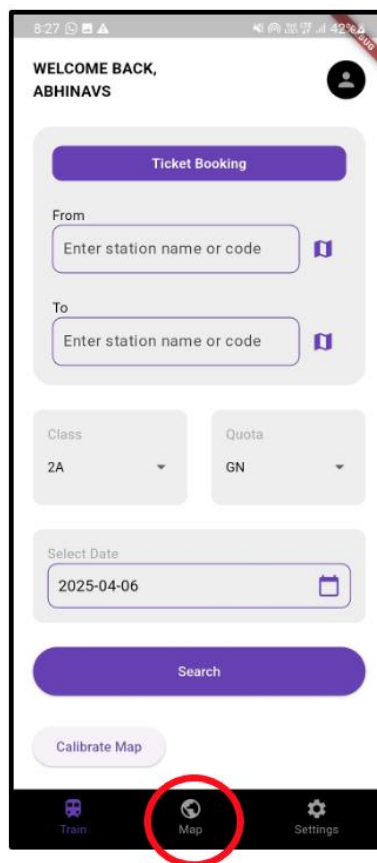 8:27
42%
DEBUG
WELCOME BACK,
ABHINAVS
Ticket Booking
From
Enter station name or code
To
Enter station name or code
Class
Quota
2A
GN
Select Date
2025-04-06
Search
Calibrate Map
Train
Map
Settings